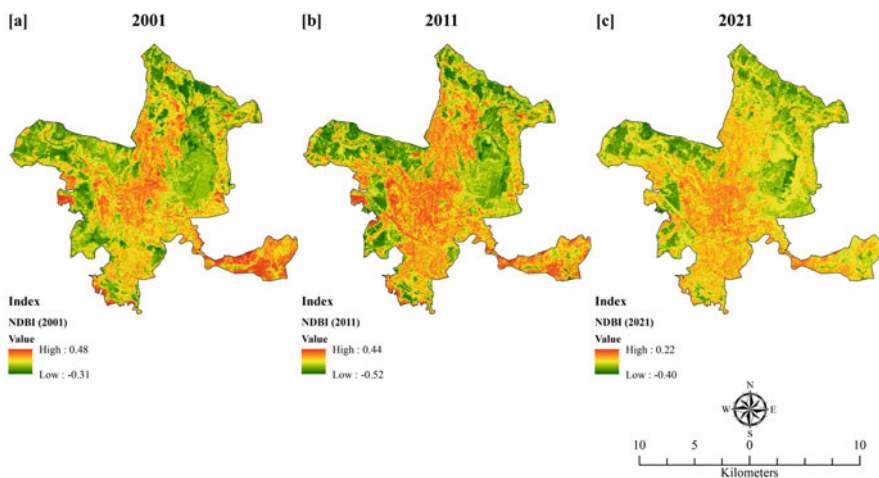 [a] 2001
[b] 2011
[c] 2021
Index
NDBI (2001)
Value
High : 0.48
Low : -0.31
Index
NDBI (2011)
Value
High : 0.44
Low : -0.52
Index
NDBI (2021)
Value
High : 0.22
Low : -0.40
N
W E
S
10 5 0 10
Kilometers